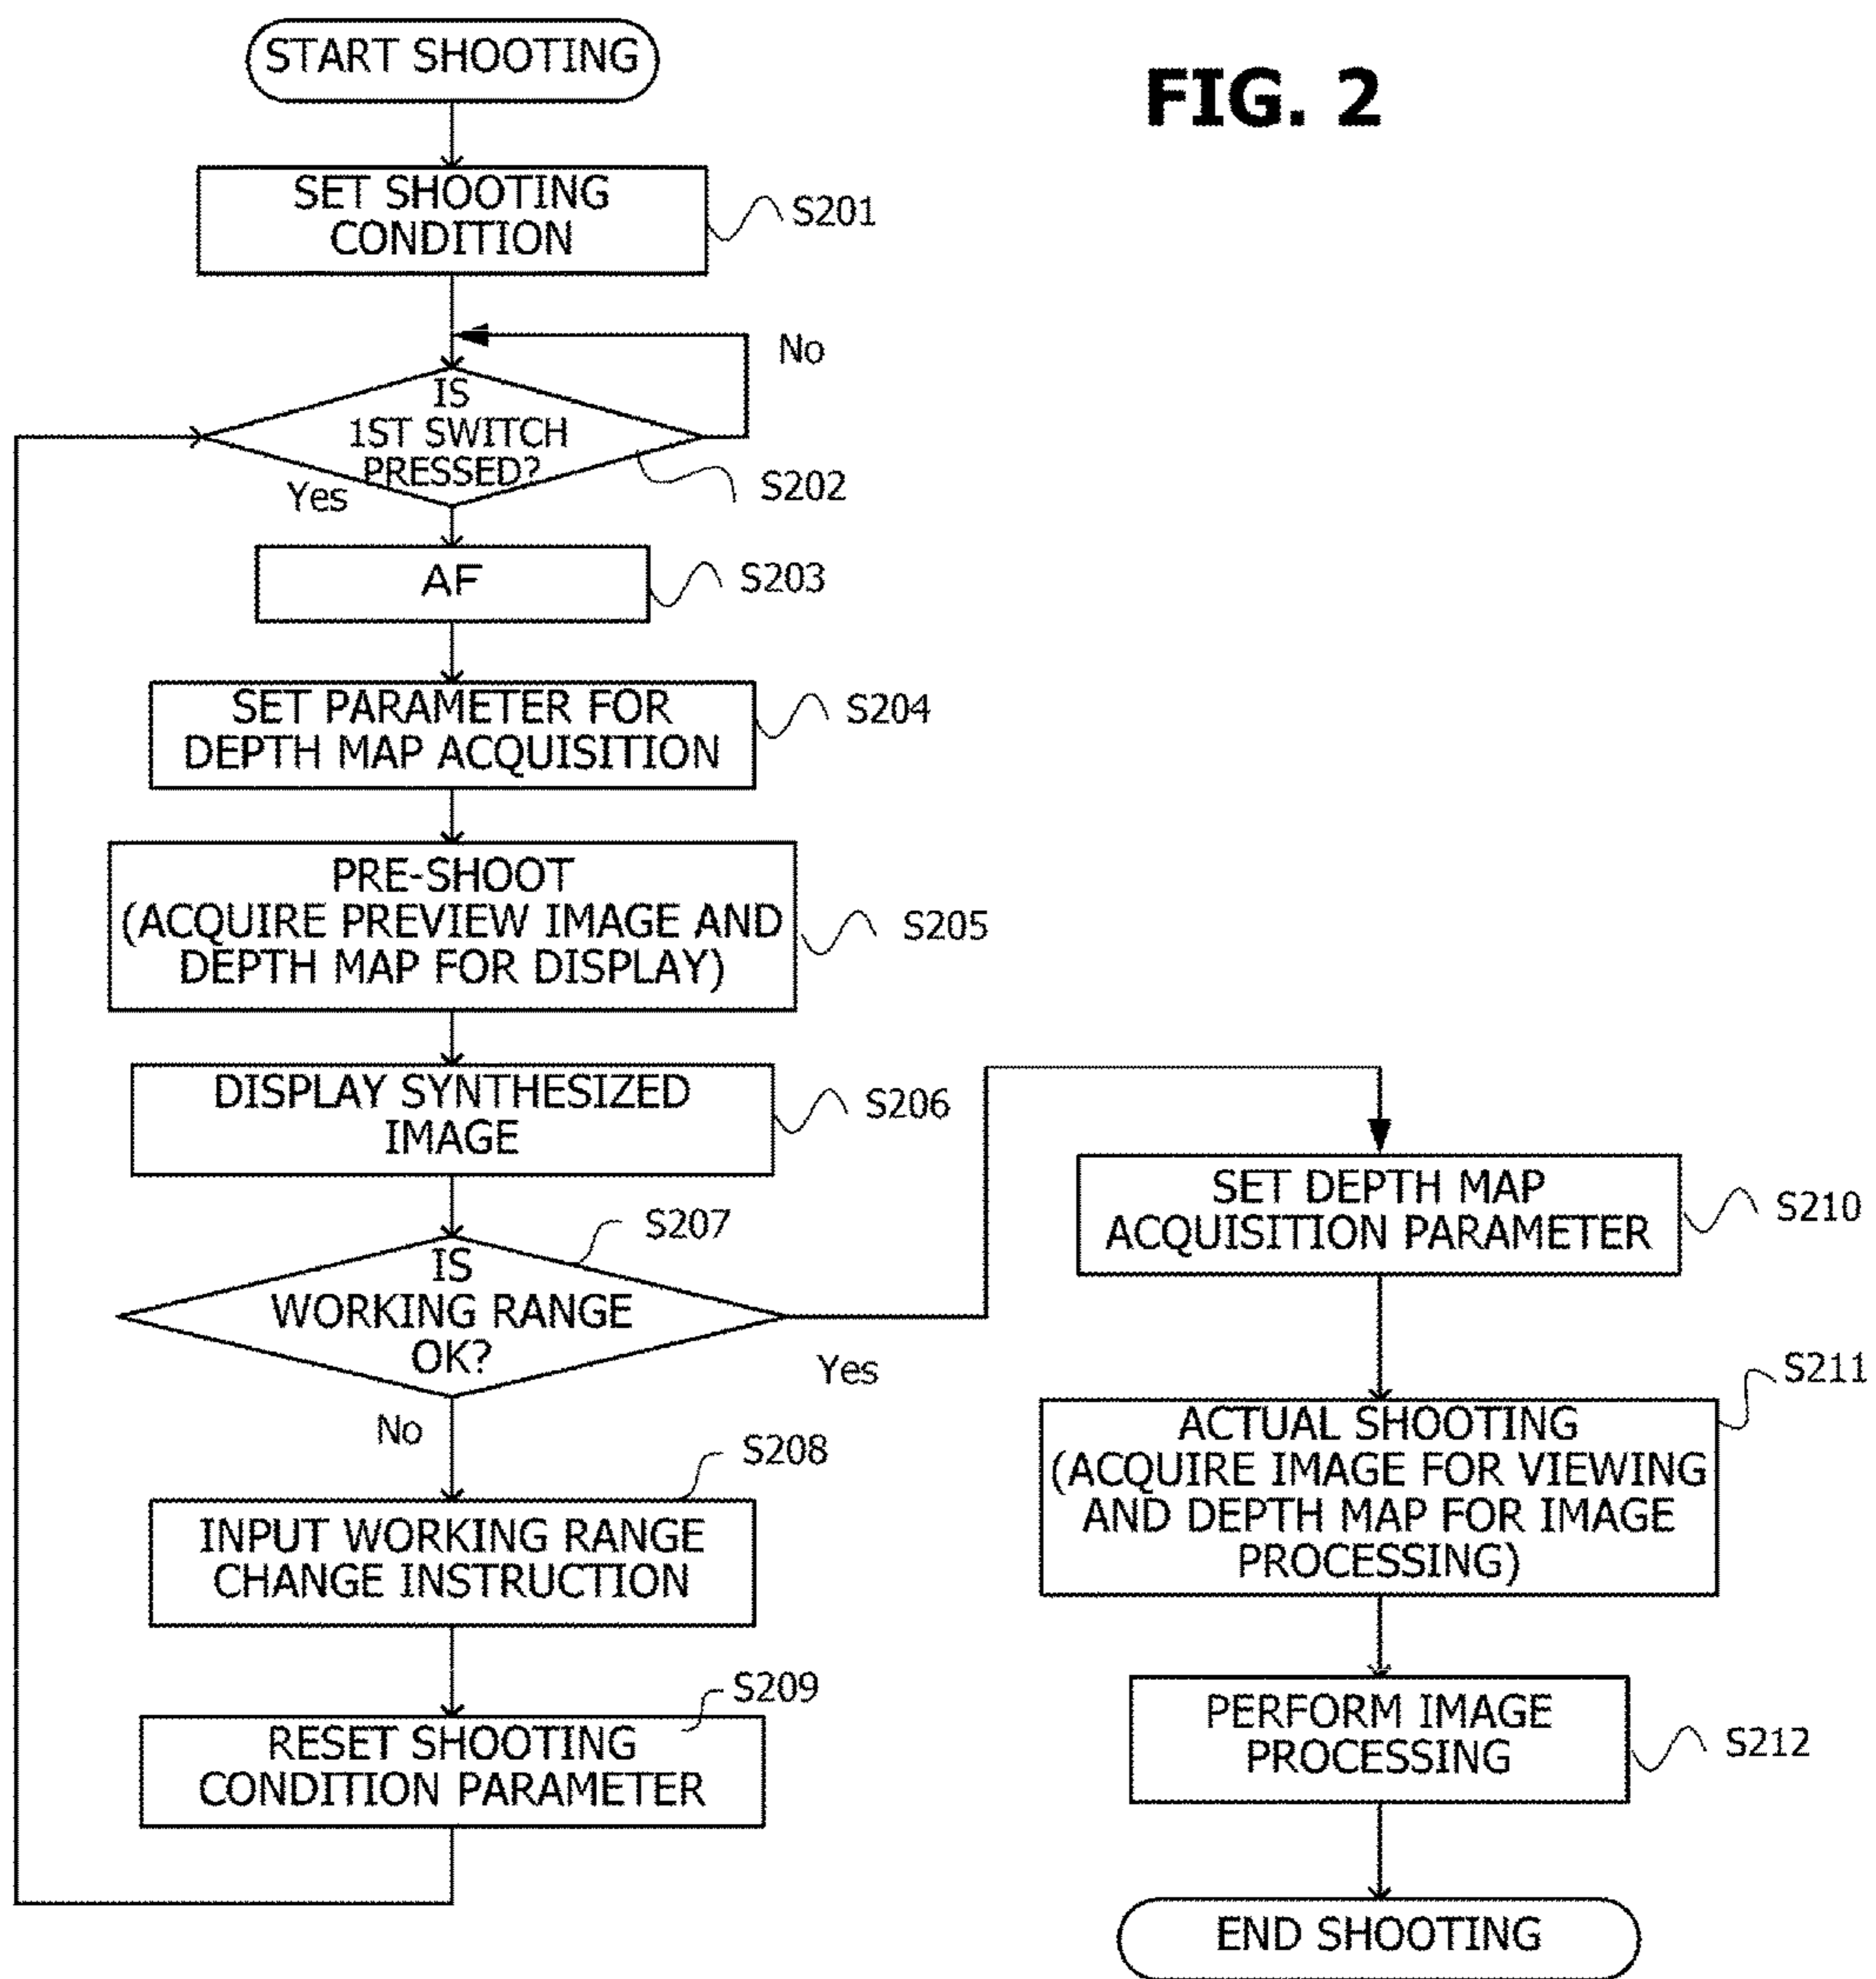 FIG. 2
START SHOOTING
SET SHOOTING
CONDITION
S201
No
IS
1ST SWITCH
PRESSED?
Yes
S202
AF
S203
SET PARAMETER FOR
DEPTH MAP ACQUISITION
S204
PRE-SHOOT
(ACQUIRE PREVIEW IMAGE AND
DEPTH MAP FOR DISPLAY)
S205
DISPLAY SYNTHESIZED
IMAGE
S206
S207
IS
WORKING RANGE
OK?
Yes
No
S208
INPUT WORKING RANGE
CHANGE INSTRUCTION
S209
RESET SHOOTING
CONDITION PARAMETER
SET DEPTH MAP
ACQUISITION PARAMETER
S210
S211
ACTUAL SHOOTING
(ACQUIRE IMAGE FOR VIEWING
AND DEPTH MAP FOR IMAGE
PROCESSING)
PERFORM IMAGE
PROCESSING
S212
END SHOOTING